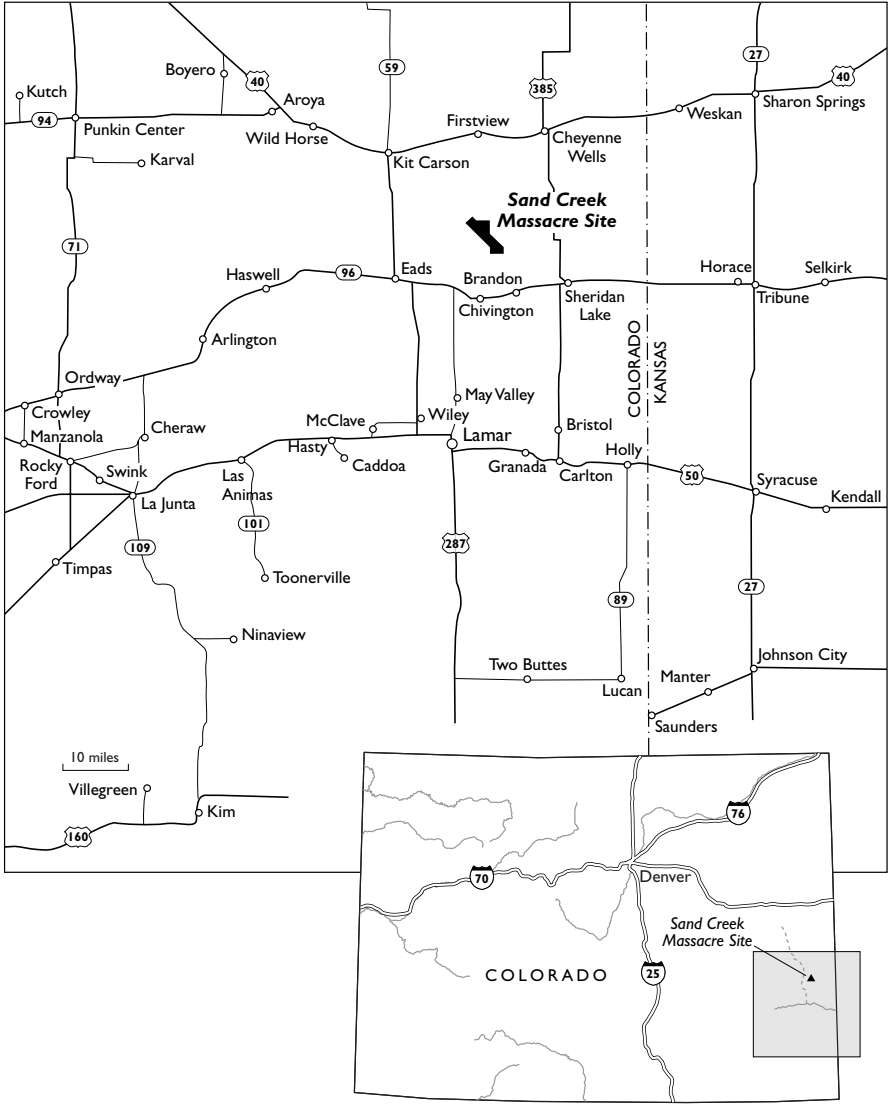 59
27
Boyero
40
385
40
Kutch
Aroya
Sharon Springs
94
Punkin Center
Wild Horse
Firstview
Weskan
Cheyenne
Wells
Karval
Kit Carson
Sand Creek
Massacre Site
71
Haswell
96
Eads
Brandon
Chivington
Sheridan
Lake
Horace
Selkirk
Tribune
Arlington
COLORADO
KANSAS
Ordway
Crowley
May Valley
McClave
Wiley
Manzanola
Cheraw
Hasty
Lamar
Bristol
Rocky
Ford
Swink
Las
Animas
Caddoa
Granada
Carlton
Holly
50
Syracuse
La Junta
Kendall
101
109
287
Timpas
Toonerville
89
27
Ninaview
Two Buttes
Lucan
Manter
Johnson City
Saunders
10 miles
Villegreen
Kim
160
76
70
Denver
Sand Creek
Massacre Site
COLORADO
25